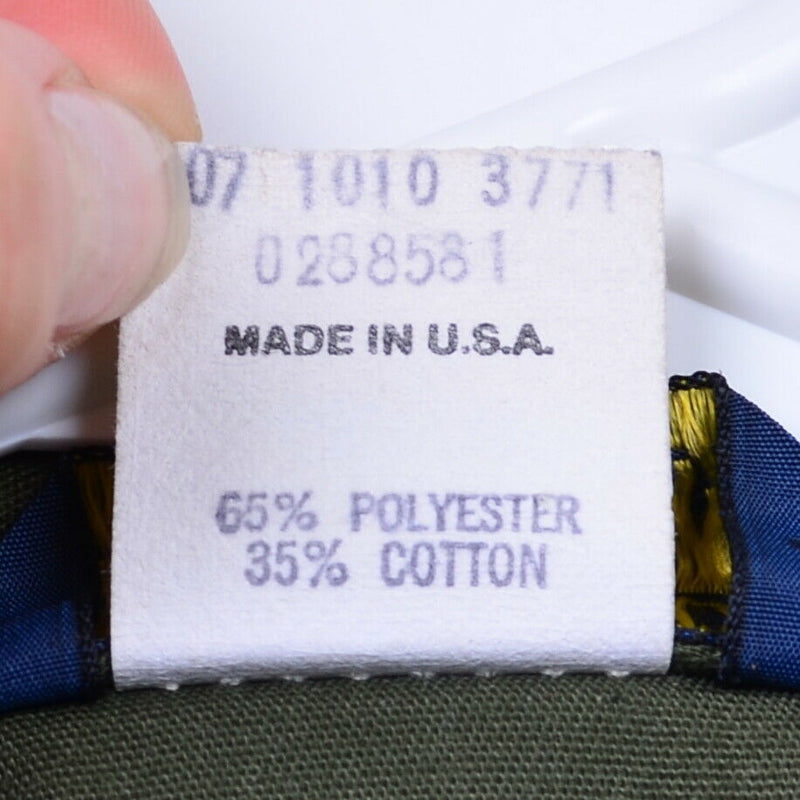 07 1010 3771
0288581
MADE IN U.S.A.
65% POLYESTER
35% COTTON